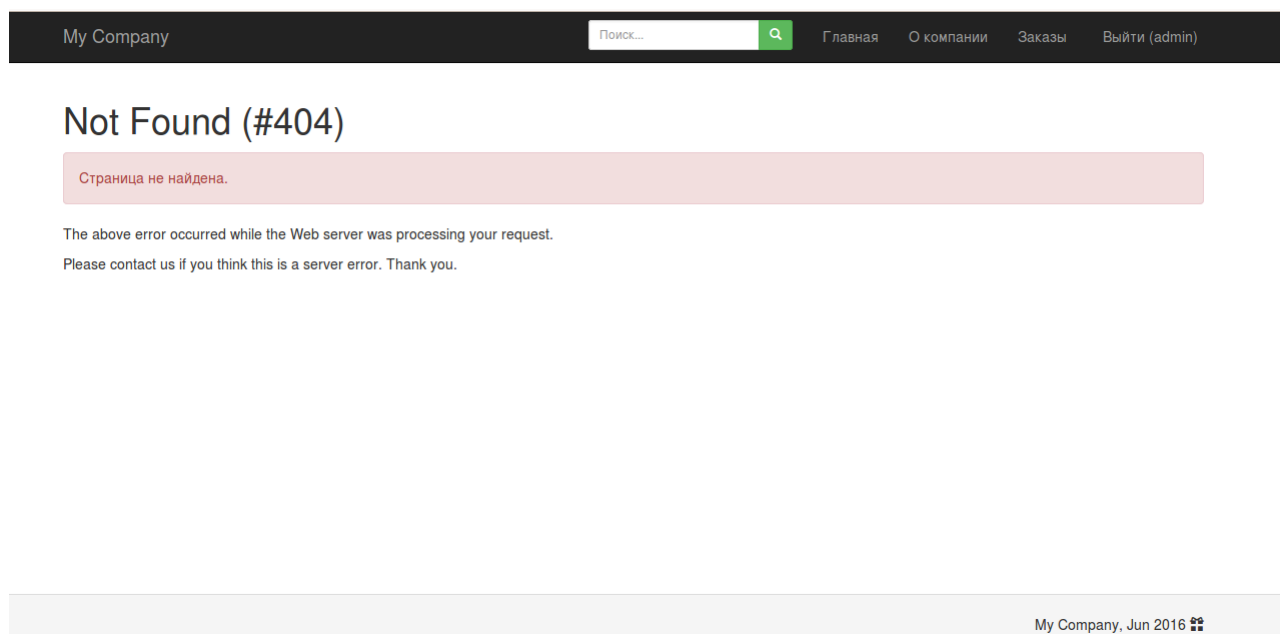 My Company
Поиск...
Главная
О компании
Заказы
Выйти (admin)
Not Found (#404)
Страница не найдена.
The above error occurred while the Web server was processing your request.
Please contact us if you think this is a server error. Thank you.
My Company, Jun 2016